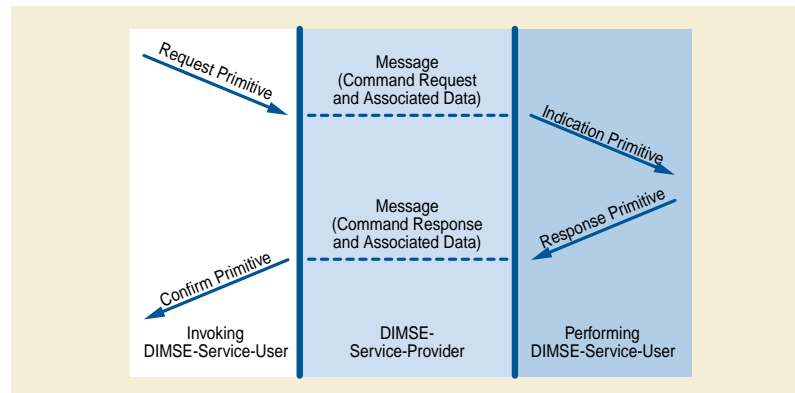 Request Primitive
Message
(Command Request
and Associated Data)
Indication Primitive
Message
(Command Response
and Associated Data)
Response Primitive
Confirm Primitive
Invoking
DIMSE-Service-User
DIMSE-
Service-Provider
Performing
DIMSE-Service-User